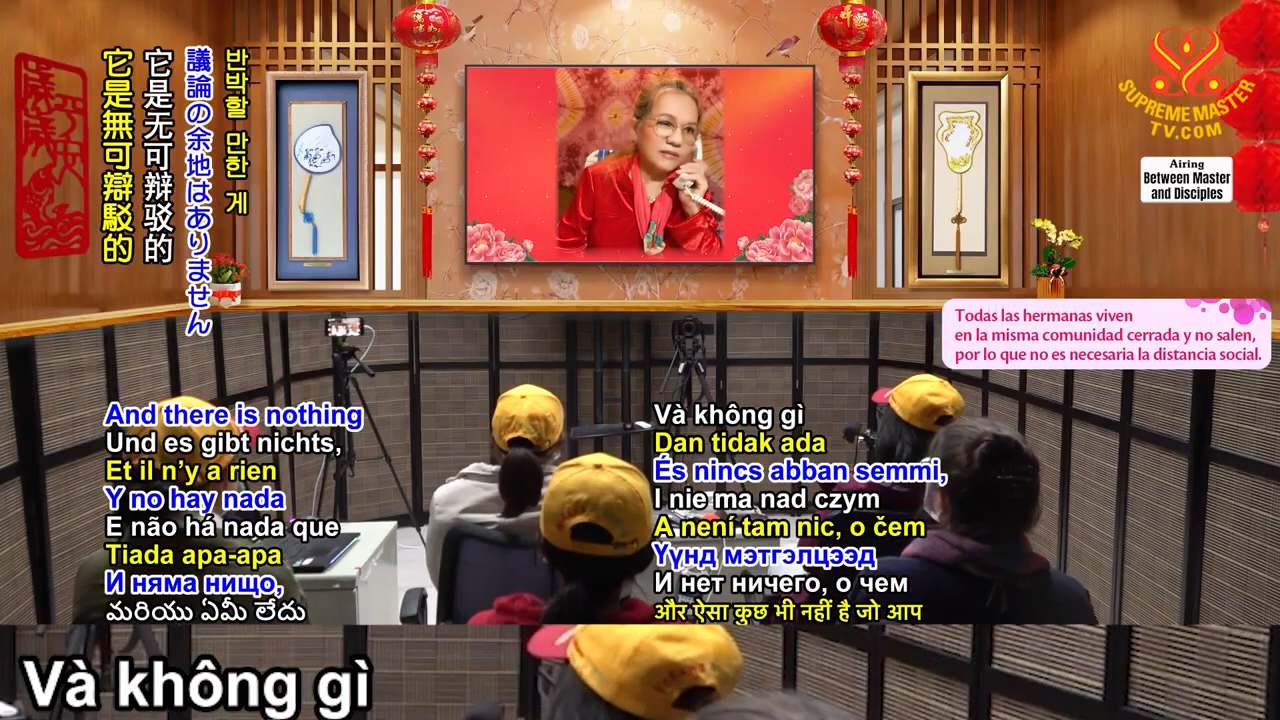 반박할 만한 게
議論の余地はありません
它是无可辩驳的
它是無可辯駁的
SUPREME MASTER
TV.COM
Airing
Between Master
and Disciples
Todas las hermanas viven
en la misma comunidad cerrada y no salen,
por lo que no es necesaria la distancia social.
And there is nothing
Und es gibt nichts,
Et il n’y a rien
Y no hay nada
E não há nada que
Tiada apa-apa
И няма нищо,
మరియు ఏమీ లేదు
Và không gì
Dan tidak ada
És nincs abban semmi,
I nie ma nad czym
A není tam nic, o čem
Үүнд мэтгэлцээд
И нет ничего, о чем
और ऐसा कुछ भी नहीं है जो आप
Và không gì